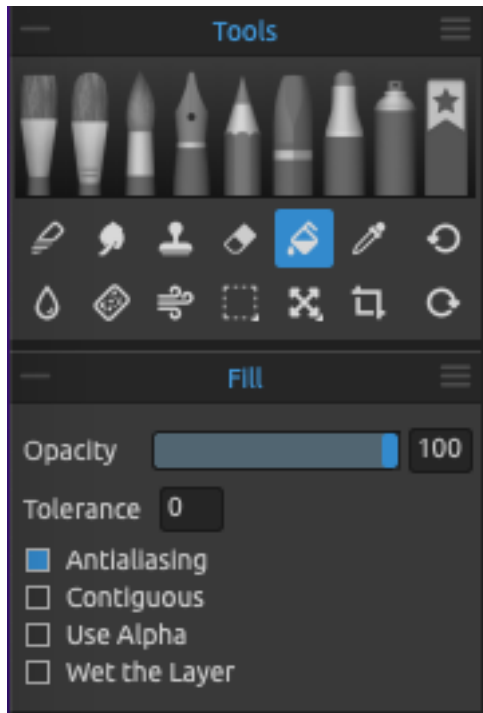 Tools
Fill
Opacity 100
Tolerance 0
Antialiasing
Contiguous
Use Alpha
Wet the Layer